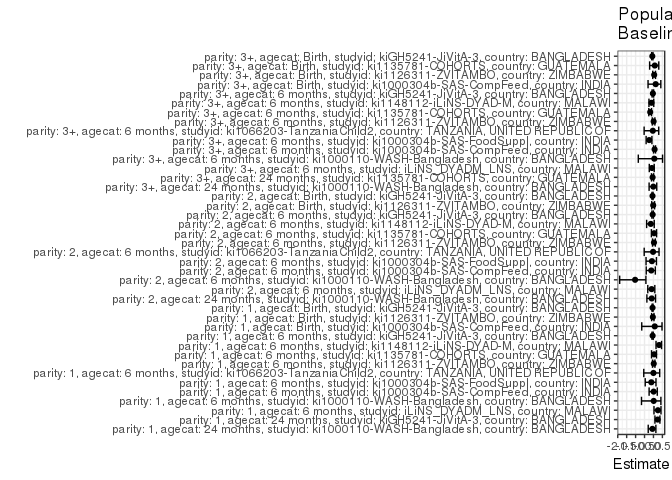 Popula
Baselin
parity: 3+, agecat: Birth, studyid: kiGH5241-JiVitA-3, country: BANGLADESH
parity: 3+, agecat: Birth, studyid: ki1135781-COHORTS, country: GUATEMALA
parity: 3+, agecat: Birth, studyid: ki1126311-ZVITAMBO, country: ZIMBABWE
parity: 3+, agecat: Birth, studyid: ki1000304b-SAS-CompFeed, country: INDIA
parity: 3+, agecat: 6 months, studyid: kiGH5241-JiVitA-3, country: BANGLADESH
parity: 3+, agecat: 6 months, studyid: ki1148112-iLiNS-DYAD-M, country: MALAWI
parity: 3+, agecat: 6 months, studyid: ki1135781-COHORTS, country: GUATEMALA
parity: 3+, agecat: 6 months, studyid: ki1126311-ZVITAMBO, country: ZIMBABWE
parity: 3+, agecat: 6 months, studyid: ki1066203-TanzaniaChild2, country: TANZANIA, UNITED REPUBLIC OF
parity: 3+, agecat: 6 months, studyid: ki1000304b-SAS-FoodSuppl, country: INDIA
parity: 3+, agecat: 6 months, studyid: ki1000304b-SAS-CompFeed, country: INDIA
parity: 3+, agecat: 6 months, studyid: ki1000110-WASH-Bangladesh, country: BANGLADESH
parity: 3+, agecat: 6 months, studyid: iLiNS_DYADM_LNS, country: MALAWI
parity: 3+, agecat: 24 months, studyid: ki1135781-COHORTS, country: GUATEMALA
parity: 3+, agecat: 24 months, studyid: ki1000110-WASH-Bangladesh, country: BANGLADESH
parity: 2, agecat: Birth, studyid: kiGH5241-JiVitA-3, country: BANGLADESH
parity: 2, agecat: Birth, studyid: ki1126311-ZVITAMBO, country: ZIMBABWE
parity: 2, agecat: 6 months, studyid: kiGH5241-JiVitA-3, country: BANGLADESH
parity: 2, agecat: 6 months, studyid: ki1148112-iLiNS-DYAD-M, country: MALAWI
parity: 2, agecat: 6 months, studyid: ki1135781-COHORTS, country: GUATEMALA
parity: 2, agecat: 6 months, studyid: ki1126311-ZVITAMBO, country: ZIMBABWE
parity: 2, agecat: 6 months, studyid: ki1066203-TanzaniaChild2, country: TANZANIA, UNITED REPUBLIC OF
parity: 2, agecat: 6 months, studyid: ki1000304b-SAS-FoodSuppl, country: INDIA
parity: 2, agecat: 6 months, studyid: ki1000304b-SAS-CompFeed, country: INDIA
parity: 2, agecat: 6 months, studyid: ki1000110-WASH-Bangladesh, country: BANGLADESH
parity: 2, agecat: 6 months, studyid: iLiNS_DYADM_LNS, country: MALAWI
parity: 2, agecat: 24 months, studyid: ki1000110-WASH-Bangladesh, country: BANGLADESH
parity: 1, agecat: Birth, studyid: kiGH5241-JiVitA-3, country: BANGLADESH
parity: 1, agecat: Birth, studyid: ki1126311-ZVITAMBO, country: ZIMBABWE
parity: 1, agecat: Birth, studyid: ki1000304b-SAS-CompFeed, country: INDIA
parity: 1, agecat: 6 months, studyid: kiGH5241-JiVitA-3, country: BANGLADESH
parity: 1, agecat: 6 months, studyid: ki1148112-iLiNS-DYAD-M, country: MALAWI
parity: 1, agecat: 6 months, studyid: ki1135781-COHORTS, country: GUATEMALA
parity: 1, agecat: 6 months, studyid: ki1126311-ZVITAMBO, country: ZIMBABWE
parity: 1, agecat: 6 months, studyid: ki1066203-TanzaniaChild2, country: TANZANIA, UNITED REPUBLIC OF
parity: 1, agecat: 6 months, studyid: ki1000304b-SAS-FoodSuppl, country: INDIA
parity: 1, agecat: 6 months, studyid: ki1000304b-SAS-CompFeed, country: INDIA
parity: 1, agecat: 6 months, studyid: ki1000110-WASH-Bangladesh, country: BANGLADESH
parity: 1, agecat: 6 months, studyid: iLiNS_DYADM_LNS, country: MALAWI
parity: 1, agecat: 24 months, studyid: kiGH5241-JiVitA-3, country: BANGLADESH
parity: 1, agecat: 24 months, studyid: ki1000110-WASH-Bangladesh, country: BANGLADESH
Estimate